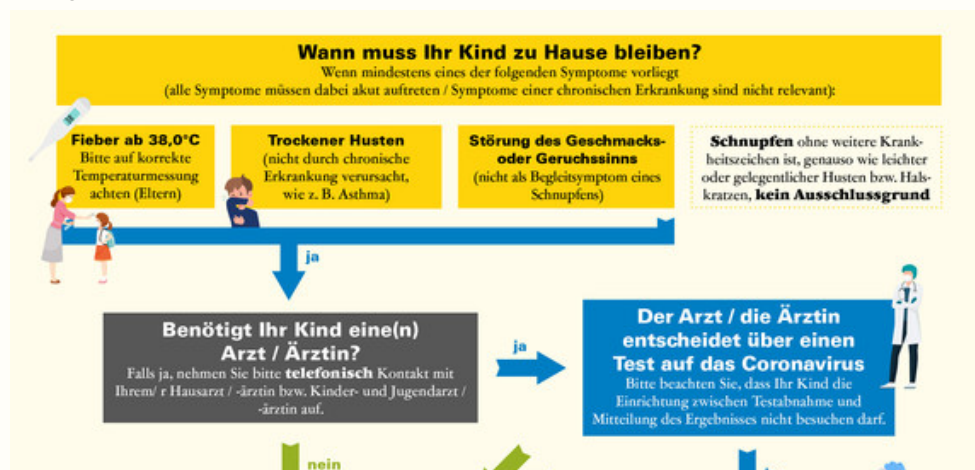 Wann muss Ihr Kind zu Hause bleiben?
Wenn mindestens eines der folgenden Symptome vorliegt
(alle Symptome müssen dabei akut auftreten / Symptome einer chronischen Erkrankung sind nicht relevant):
Fieber ab 38,0°C
Bitte auf korrekte
Temperaturmessung
achten (Eltern)
Trockener Husten
(nicht durch chronische
Erkrankung verursacht,
wie z. B. Asthma)
Störung des Geschmacks-
oder Geruchssinns
(nicht als Begleitsymptom eines
Schnupfens)
Schnupfen ohne weitere Krank-
heitszeichen ist, genauso wie leichter
oder gelegentlicher Husten bzw. Hals-
kratzen, kein Ausschlussgrund
ja
Benötigt Ihr Kind eine(n)
Arzt / Ärztin?
Falls ja, nehmen Sie bitte telefonisch Kontakt mit
Ihrem/ r Hausarzt / -ärztin bzw. Kinder- und Jugendarzt /
-ärztin auf.
ja
Der Arzt / die Ärztin
entscheidet über einen
Test auf das Coronavirus
Bitte beachten Sie, dass Ihr Kind die
Einrichtung zwischen Testabnahme und
Mitteilung des Ergebnisses nicht besuchen darf.
nein